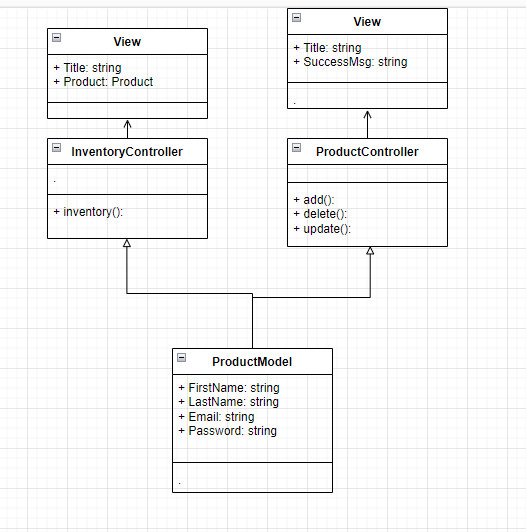 View
+ Title: string
+ Product: Product
View
+ Title: string
+ SuccessMsg: string
.
InventoryController
.
+ inventory():
ProductController
+ add():
+ delete():
+ update():
ProductModel
+ FirstName: string
+ LastName: string
+ Email: string
+ Password: string
.